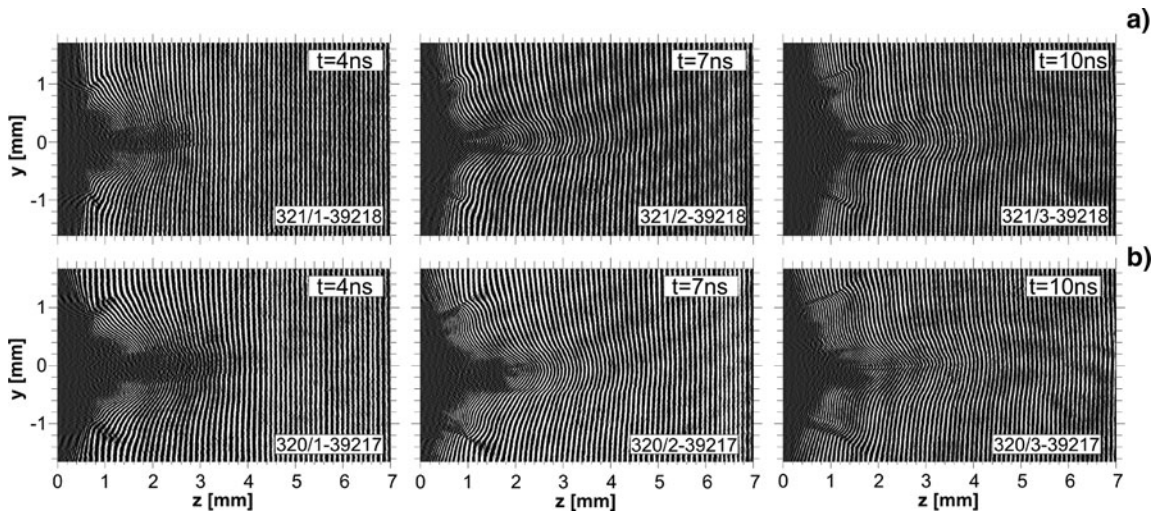 a)
t=4ns
t=7ns
t=10ns
1
0
-1
y [mm]
321/1-39218
321/2-39218
321/3-39218
b)
t=4ns
t=7ns
t=10ns
1
0
-1
y [mm]
320/1-39217
320/2-39217
320/3-39217
0 1 2 3 4 5 6 7 0 1 2 3 4 5 6 7 0 1 2 3 4 5 6 7
z [mm] z [mm] z [mm]